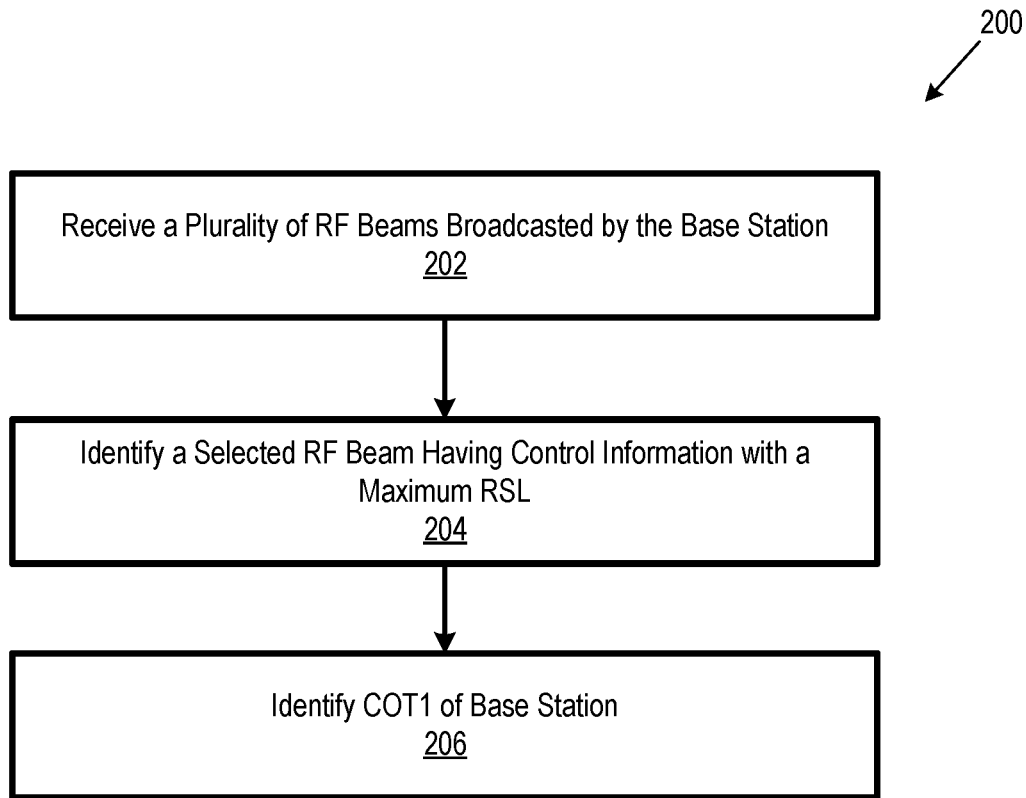 200
Receive a Plurality of RF Beams Broadcasted by the Base Station
202
Identify a Selected RF Beam Having Control Information with a
Maximum RSL
204
Identify COT1 of Base Station
206